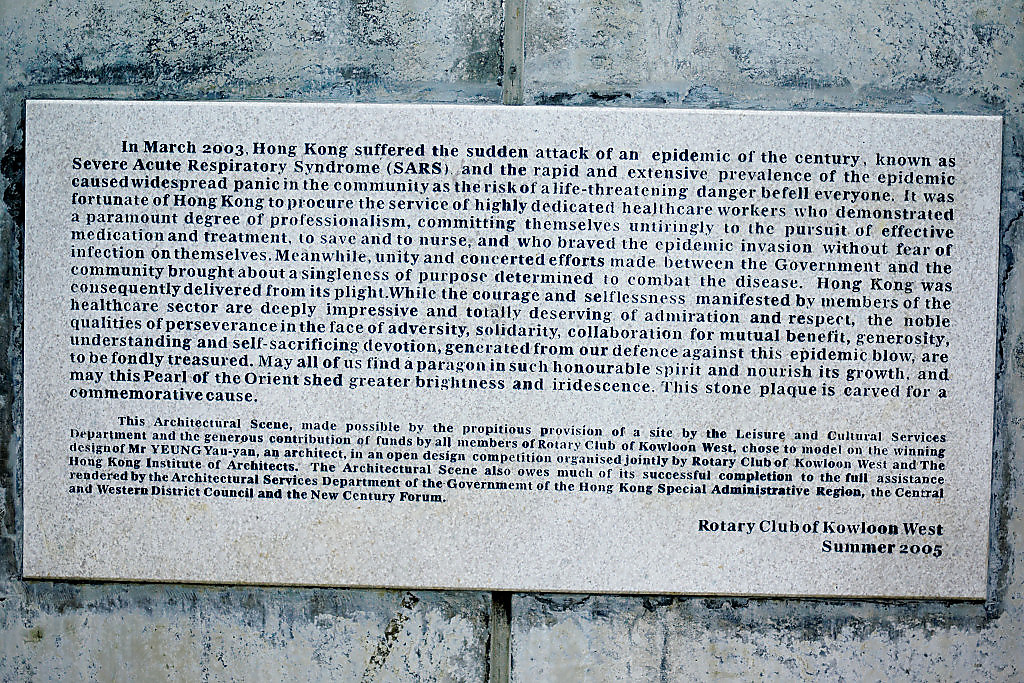 In March 2003, Hong Kong suffered the sudden attack of an epidemic of the century, known as
Severe Acute Respiratory Syndrome (SARS), and the rapid and extensive prevalence of the epidemic
caused widespread panic in the community as the risk of a life-threatening danger befell everyone. It was
fortunate of Hong Kong to procure the service of highly dedicated healthcare workers who demonstrated
a paramount degree of professionalism, committing themselves untiringly to the pursuit of effective
medication and treatment, to save and to nurse, and who braved the epidemic invasion without fear of
infection on themselves. Meanwhile, unity and concerted efforts made between the Government and the
community brought about a singleness of purpose determined to combat the disease. Hong Kong was
consequently delivered from its plight.While the courage and selflessness manifested by members of the
healthcare sector are deeply impressive and totally deserving of admiration and respect, the noble
qualities of perseverance in the face of adversity, solidarity, collaboration for mutual benefit, generosity,
understanding and self-sacrificing devotion, generated from our defence against this epidemic blow, are
to be fondly treasured. May all of us find a paragon in such honourable spirit and nourish its growth, and
may this Pearl of the Orient shed greater brightness and iridescence. This stone plaque is carved for a
commemorative cause.
This Architectural Scene, made possible by the propitious provision of a site by the Leisure and Cultural Services
Department and the generous contribution of funds by all members of Rotary Club of Kowloon West, chose to model on the winning
design of Mr YEUNG Yau-yan, an architect, in an open design competition organised jointly by Rotary Club of Kowloon West and The
Hong Kong Institute of Architects. The Architectural Scene also owes much of its successful completion to the full assistance
rendered by the Architectural Services Department of the Governmemt of the Hong Kong Special Administrative Region, the Central
and Western District Council and the New Century Forum.
Rotary Club of Kowloon West
Summer 2005